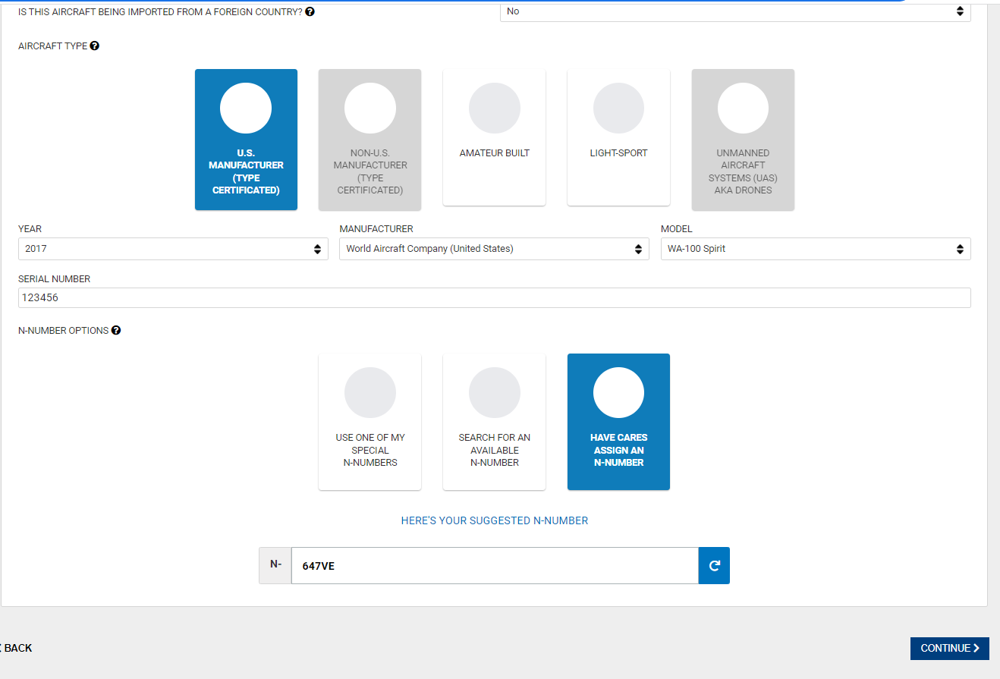 IS THIS AIRCRAFT BEING IMPORTED FROM A FOREIGN COUNTRY? ?
No
AIRCRAFT TYPE ?
U.S.
MANUFACTURER
(TYPE
CERTIFICATED)
NON-U.S.
MANUFACTURER
(TYPE
CERTIFICATED)
AMATEUR BUILT
LIGHT-SPORT
UNMANNED
AIRCRAFT
SYSTEMS (UAS)
AKA DRONES
YEAR
2017
MANUFACTURER
World Aircraft Company (United States)
MODEL
WA-100 Spirit
SERIAL NUMBER
123456
N-NUMBER OPTIONS ?
USE ONE OF MY
SPECIAL
N-NUMBERS
SEARCH FOR AN
AVAILABLE
N-NUMBER
HAVE CARES
ASSIGN AN
N-NUMBER
HERE'S YOUR SUGGESTED N-NUMBER
N-
647VE
BACK
CONTINUE